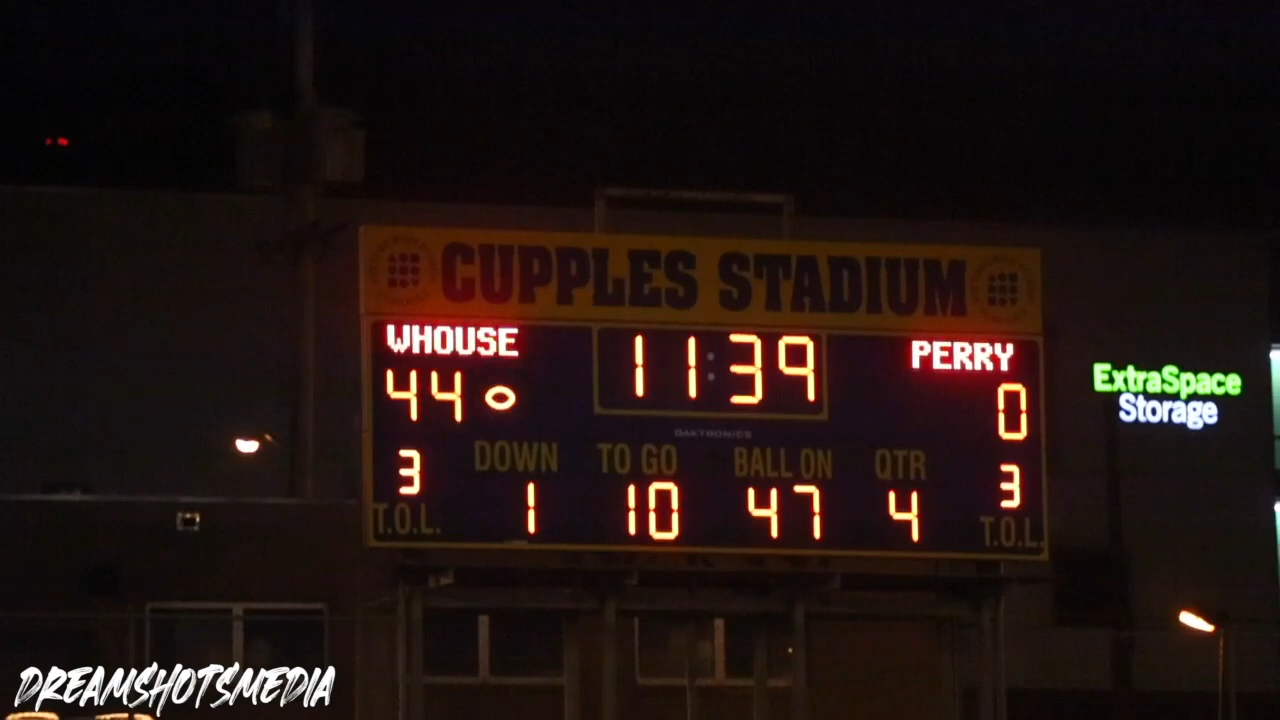 CUPPLES STADIUM
WHOUSE 11:39 PERRY
44 0
DAKTRONICS
3 DOWN TO GO BALL ON QTR 3
T.O.L. 1 10 47 4 T.O.L.
ExtraSpace
Storage
DREAMSHOTSMEDIA